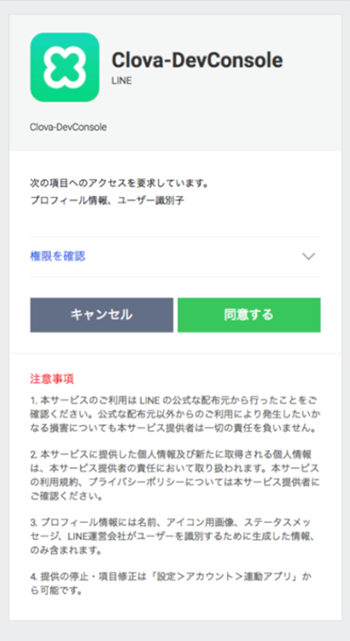 Clova-DevConsole
LINE
Clova-DevConsole
次の項目へのアクセスを要求しています。
プロフィール情報、ユーザー識別子
権限を確認
キャンセル
同意する
注意事項
1. 本サービスのご利用は LINE の公式な配布元から行ったことをご
確認ください。公式な配布元以外からのご利用により発生したいか
なる損害についても本サービス提供者は一切の責任を負いません。
2. 本サービスに提供した個人情報及び新たに取得される個人情報
は、本サービス提供者の責任において取り扱われます。本サービス
の利用規約、プライバシーポリシーについては本サービス提供者に
ご確認ください。
3. プロフィール情報には名前、アイコン用画像、ステータスメッ
セージ、LINE運営会社がユーザーを識別するために生成した情報、
のみ含まれます。
4. 提供の停止・項目修正は「設定＞アカウント＞連動アプリ」か
ら可能です。